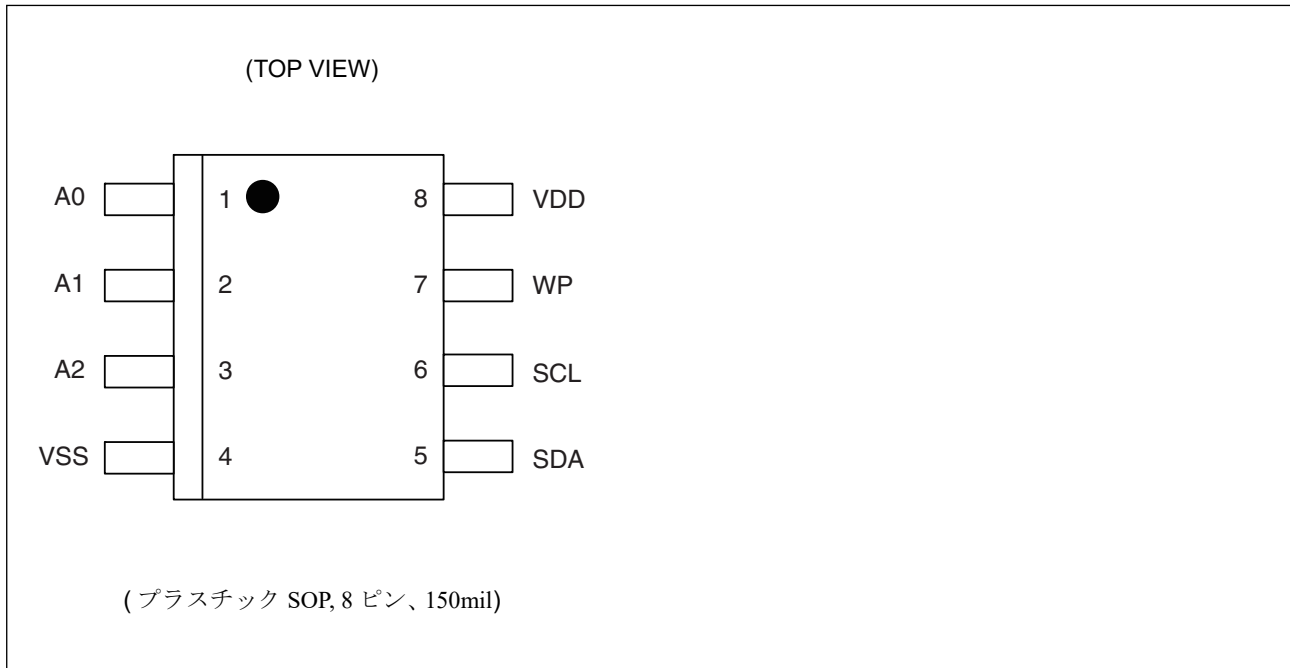 (TOP VIEW)
A0 1 8 VDD
A1 2 7 WP
A2 3 6 SCL
VSS 4 5 SDA
( プラスチック SOP, 8 ピン、150mil)